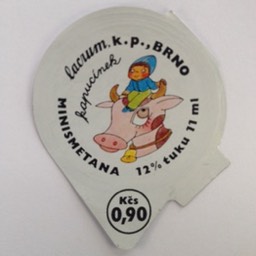 lacrum, k.p., BRNO
kapucínek
MINISMETANA 12% tuku 11 ml
Kčs
0,90